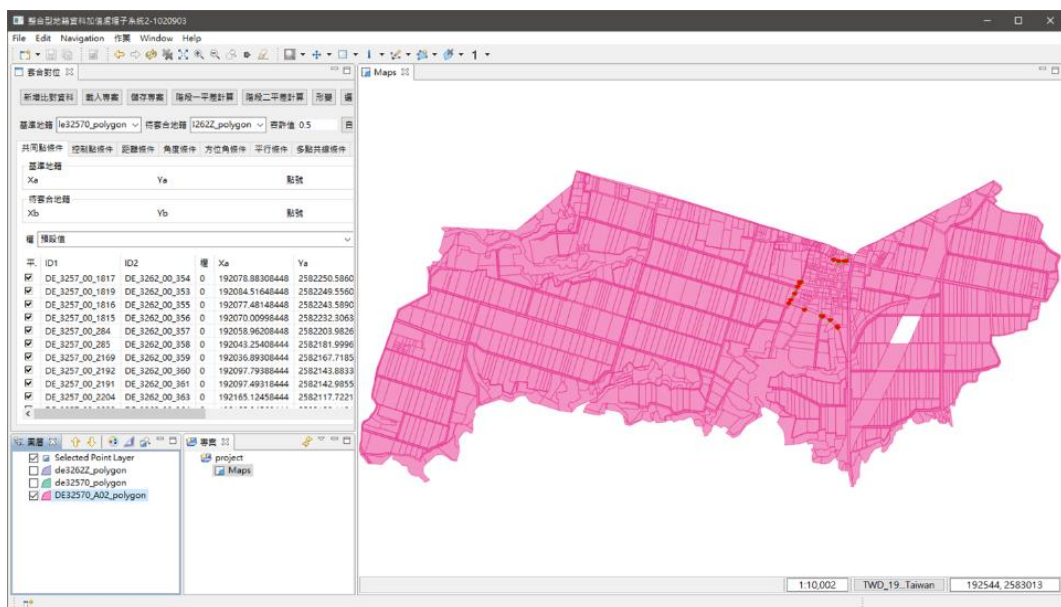 整合型地籍資料加值處理子系統2-1020903
File Edit Navigation 作業 Window Help
套合對位
新增比對資料 載入專案 儲存專案 階段一平差計算 階段二平差計算 形變
基準地籍 le32570_polygon 待套合地籍 l262Z_polygon 容許值 0.5 自
共同點條件 控制點條件 距離條件 角度條件 方位角條件 平行條件 多點共線條件
基準地籍
Xa Ya 點號
待套合地籍
Xb Yb 點號
權 預設值
平. ID1 ID2 權 Xa Ya
DE_3257_00_1817 DE_3262_00_354 0 192078.88308448 2582250.5860
DE_3257_00_1819 DE_3262_00_353 0 192084.51648448 2582249.5560
DE_3257_00_1816 DE_3262_00_355 0 192077.48148448 2582243.5890
DE_3257_00_1815 DE_3262_00_356 0 192070.00998448 2582232.3063
DE_3257_00_284 DE_3262_00_357 0 192058.96208448 2582203.9826
DE_3257_00_285 DE_3262_00_358 0 192043.25408444 2582181.9996
DE_3257_00_2169 DE_3262_00_359 0 192036.89308444 2582167.7185
DE_3257_00_2192 DE_3262_00_360 0 192097.79388444 2582143.8833
DE_3257_00_2191 DE_3262_00_361 0 192097.49318444 2582142.9855
DE_3257_00_2204 DE_3262_00_363 0 192165.12458444 2582117.7221
圖層
Selected Point Layer
de3262Z_polygon
de32570_polygon
DE32570_A02_polygon
專案
project
Maps
Maps
1:10,002 TWD_19...Taiwan 192544, 2583013